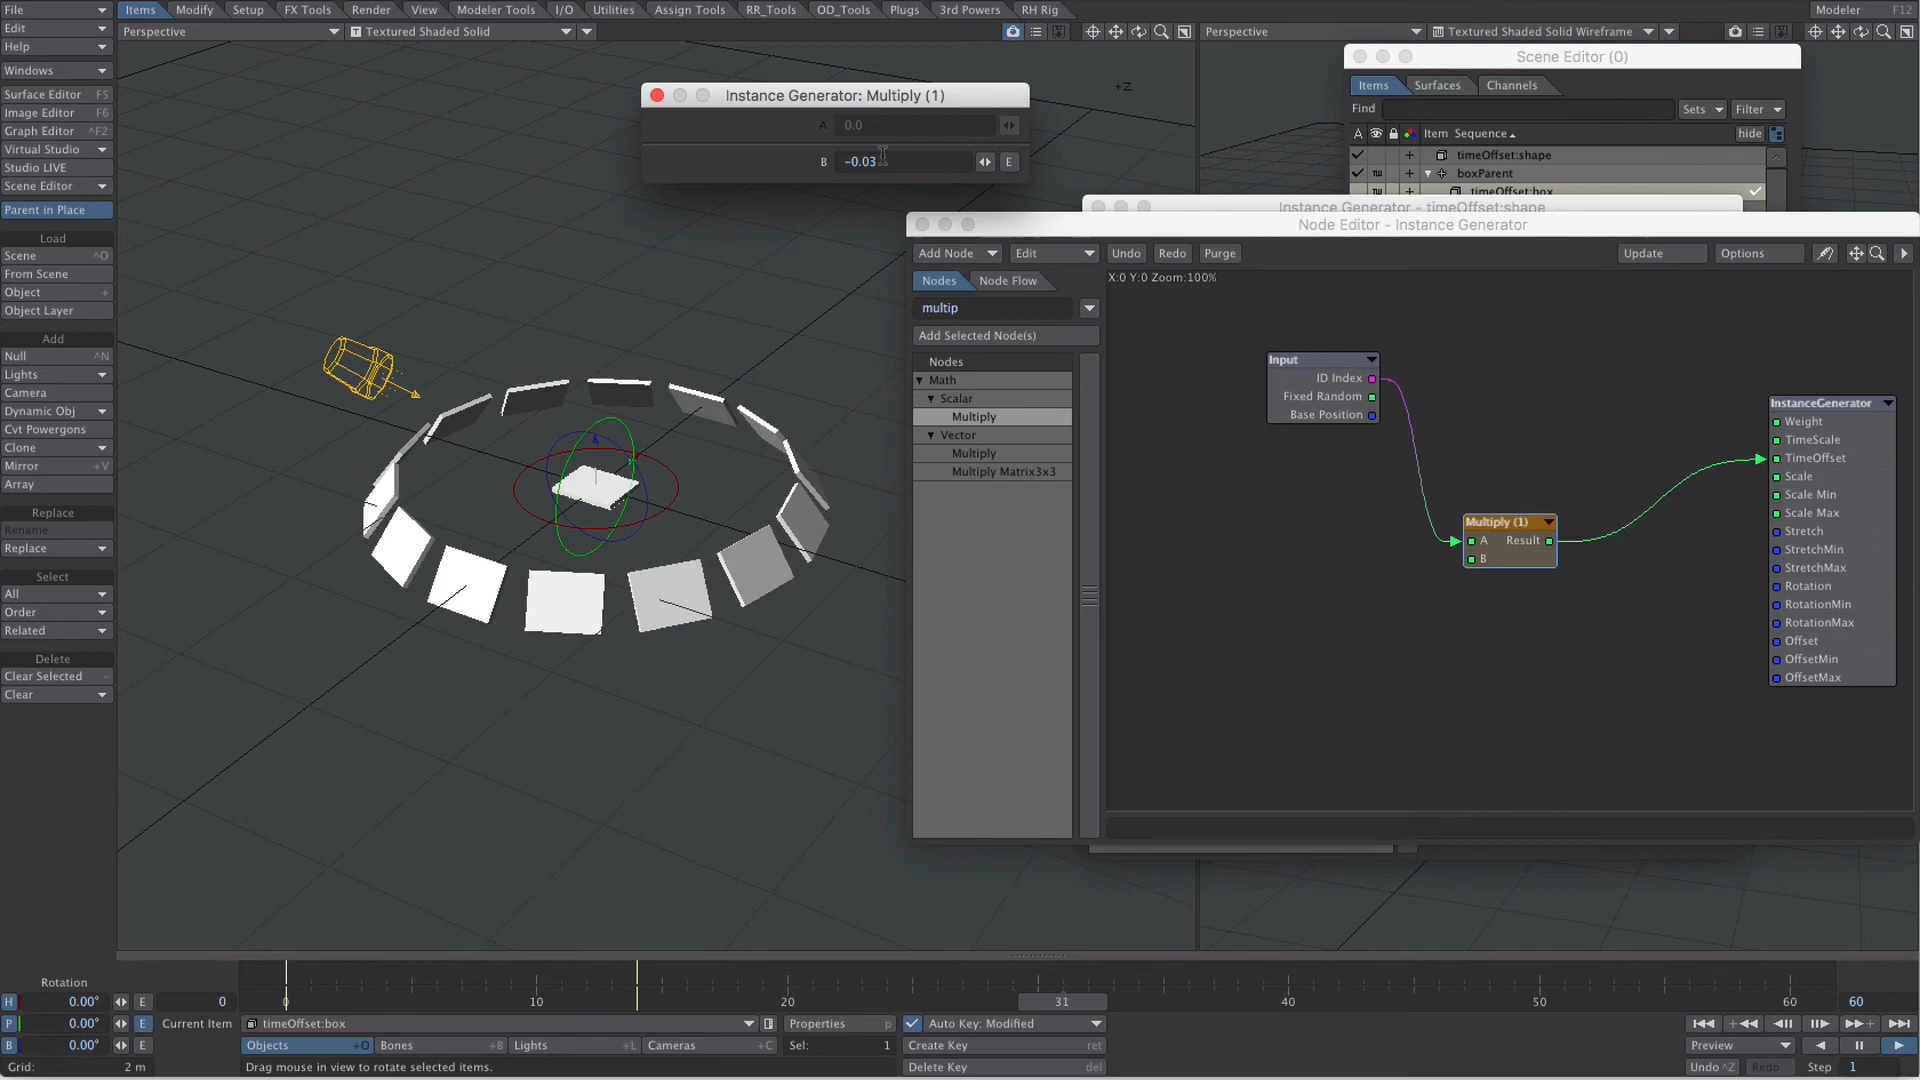 File
Items
Modify
Setup
FX Tools
Render
View
Modeler Tools
I/O
Utilities
Assign Tools
RR_Tools
OD_Tools
Plugs
3rd Powers
RH Rig
Modeler F12
Edit
Help
Windows
Surface Editor F5
Image Editor F6
Graph Editor ^F2
Virtual Studio
Studio LIVE
Scene Editor
Parent in Place
Load
Scene ^O
From Scene
Object +
Object Layer
Add
Null ^N
Lights
Camera
Dynamic Obj
Cvt Powergons
Clone
Mirror +V
Array
Replace
Rename
Replace
Select
All
Order
Related
Delete
Clear Selected -
Clear
Perspective
Textured Shaded Solid
+Z
Perspective
Textured Shaded Solid Wireframe
Instance Generator: Multiply (1)
A 0.0
B -0.03 E
Scene Editor (0)
Items Surfaces Channels
Find Sets Filter
A Item Sequence hide
+ timeOffset:shape
+ boxParent
+ timeOffset:box
Instance Generator - timeOffset:shape
Node Editor - Instance Generator
Add Node Edit Undo Redo Purge Update Options
Nodes Node Flow
X:0 Y:0 Zoom:100%
multip
Add Selected Node(s)
Nodes
Math
Scalar
Multiply
Vector
Multiply
Multiply Matrix3x3
Input
ID Index
Fixed Random
Base Position
Multiply (1)
A Result
B
InstanceGenerator
Weight
TimeScale
TimeOffset
Scale
Scale Min
Scale Max
Stretch
StretchMin
StretchMax
Rotation
RotationMin
RotationMax
Offset
OffsetMin
OffsetMax
Rotation
H 0.00° E 0
P 0.00° E
B 0.00° E
Grid: 2 m
0 10 20 31 40 50 60 60
Current Item timeOffset:box Properties p Auto Key: Modified
Objects +O Bones +B Lights +L Cameras +C Sel: 1 Create Key ret
Drag mouse in view to rotate selected items. Delete Key del
Preview
Undo ^Z Redo Step 1